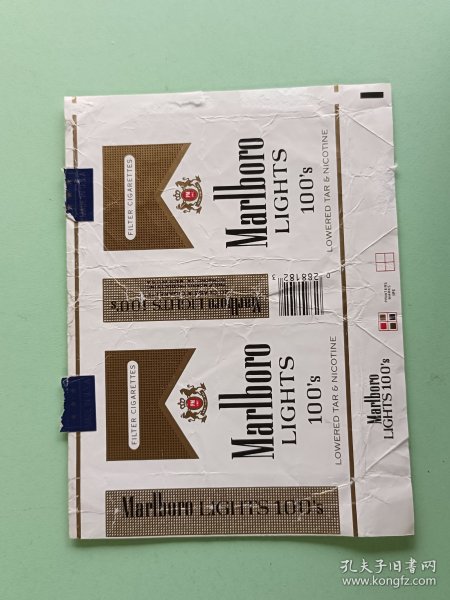 FILTER CIGARETTES
Marlboro
LIGHTS
100's
LOWERED TAR & NICOTINE
Marlboro LIGHTS 100's
FILTER CIGARETTES
Marlboro
LIGHTS
100's
LOWERED TAR & NICOTINE
Marlboro
LIGHTS 100's
Marlboro LIGHTS 100's
孔夫子旧书网
www.kongfz.com